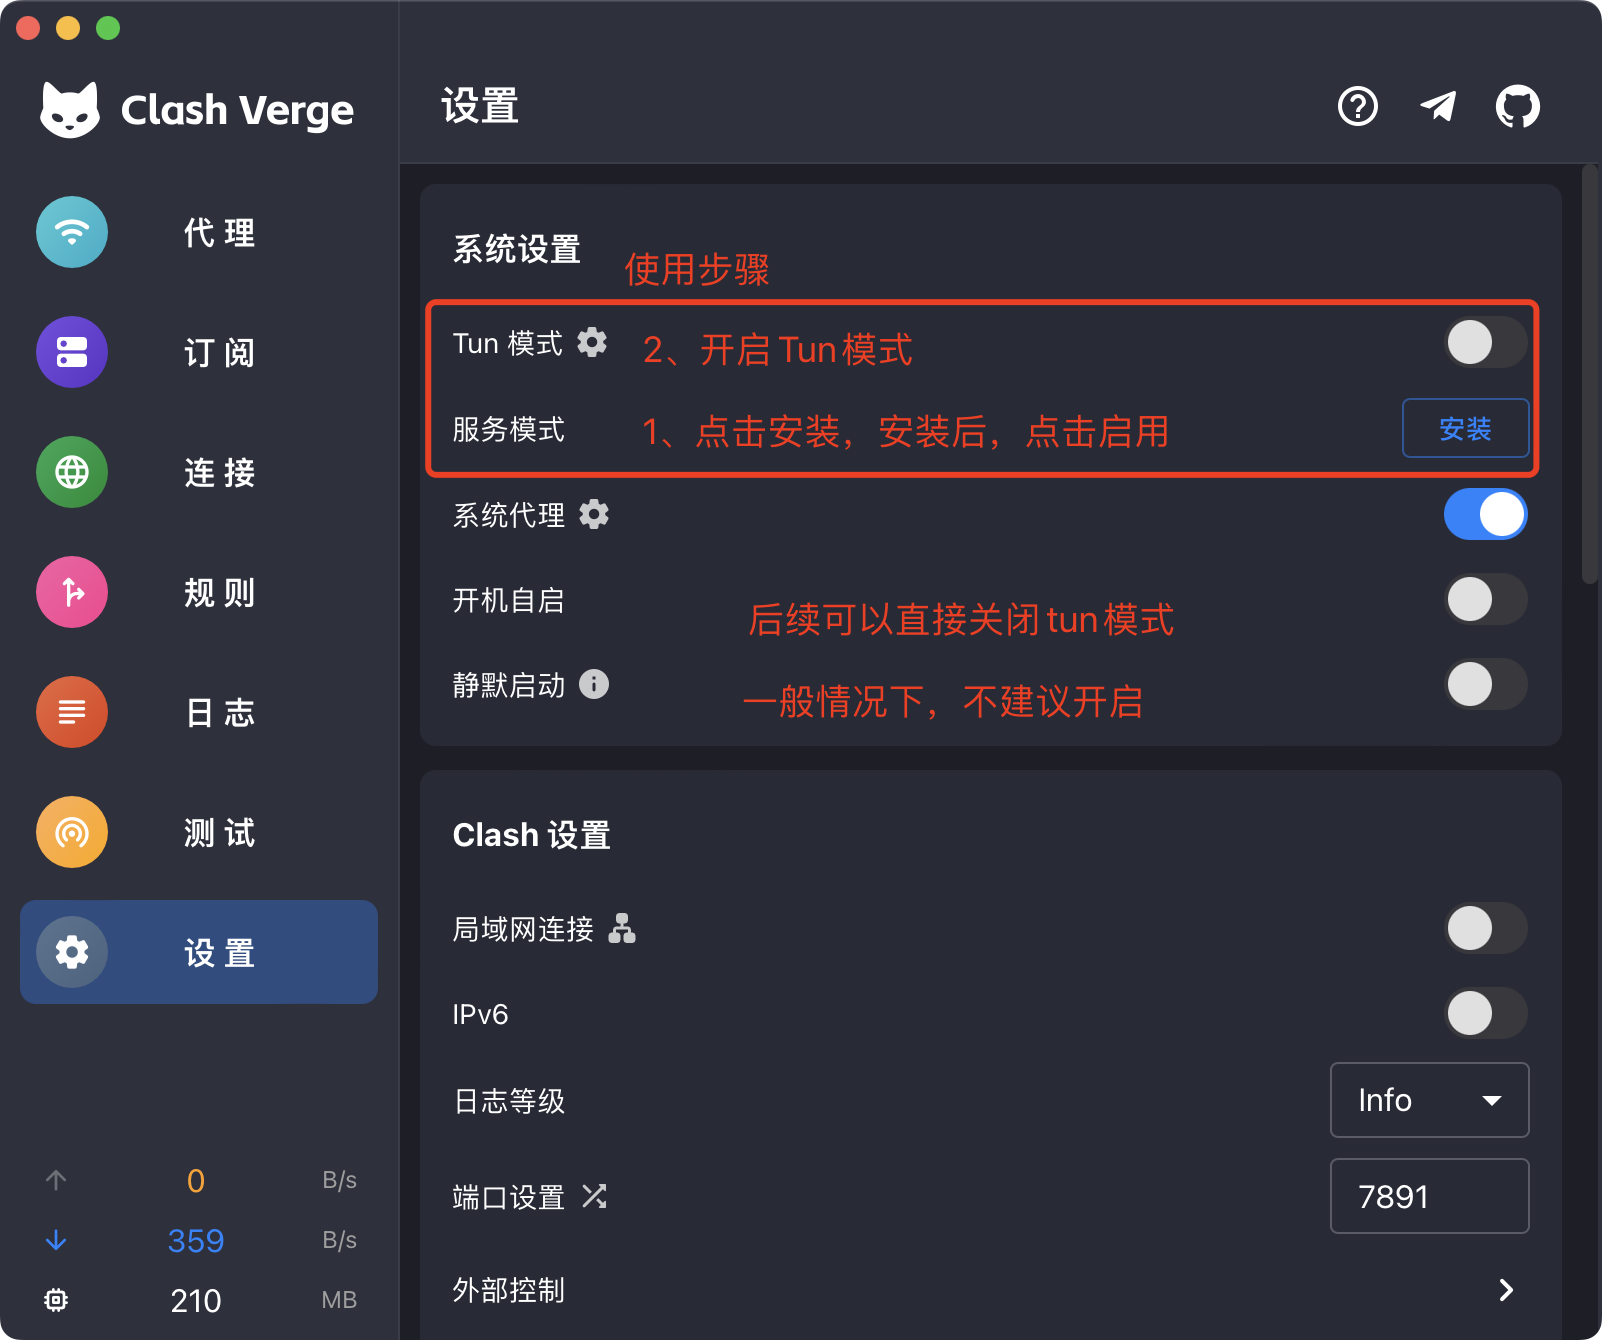 Clash Verge
代 理
订 阅
连 接
规 则
日 志
测 试
设 置
0 B/s
359 B/s
210 MB
设置
系统设置
使用步骤
Tun 模式 2、开启Tun模式
服务模式 1、点击安装，安装后，点击启用 安装
系统代理
开机自启
后续可以直接关闭tun模式
静默启动 一般情况下，不建议开启
Clash 设置
局域网连接
IPv6
日志等级 Info
端口设置 7891
外部控制